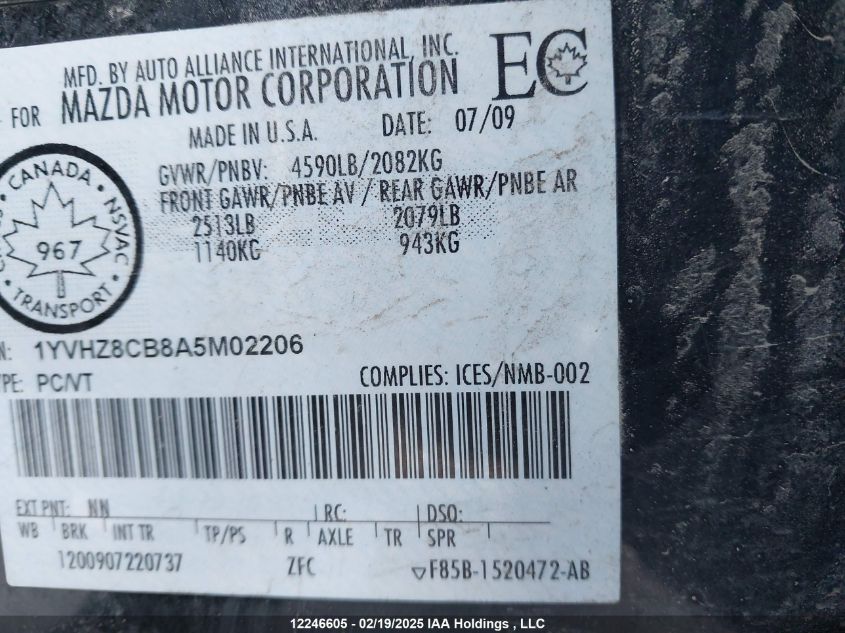 MFD. BY AUTO ALLIANCE INTERNATIONAL, INC.
FOR MAZDA MOTOR CORPORATION
EC
MADE IN U.S.A. DATE: 07/09
GVWR/PNBV: 4590LB/2082KG
FRONT GAWR/PNBE AV / REAR GAWR/PNBE AR
2513LB 2079LB
1140KG 943KG
CANADA
NSVAC
967
TRANSPORT
N: 1YVHZ8CB8A5M02206
YPE: PC/VT COMPLIES: ICES/NMB-002
EXT PNT: NN RC: DSO:
WB BRK INT TR TP/PS R AXLE TR SPR
1200907220737 ZFC F85B-1520472-AB
12246605 - 02/19/2025 IAA Holdings , LLC